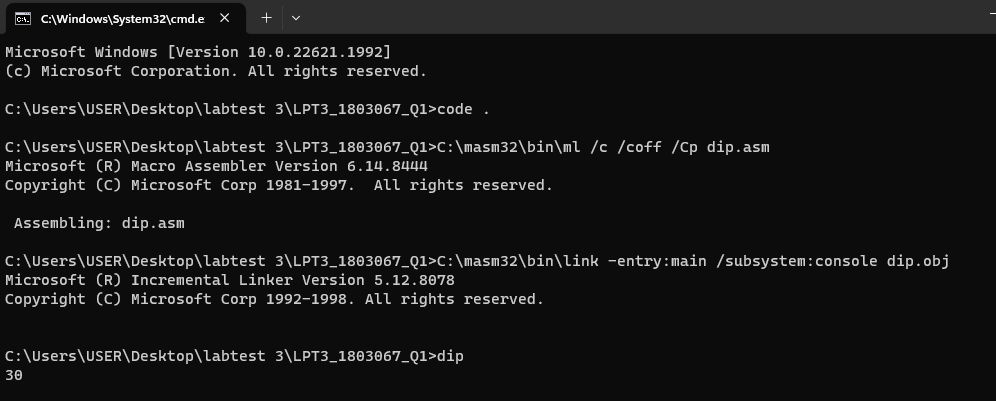 C:\Windows\System32\cmd.e
Microsoft Windows [Version 10.0.22621.1992]
(c) Microsoft Corporation. All rights reserved.
C:\Users\USER\Desktop\labtest 3\LPT3_1803067_Q1>code .
C:\Users\USER\Desktop\labtest 3\LPT3_1803067_Q1>C:\masm32\bin\ml /c /coff /Cp dip.asm
Microsoft (R) Macro Assembler Version 6.14.8444
Copyright (C) Microsoft Corp 1981-1997.  All rights reserved.
 Assembling: dip.asm
C:\Users\USER\Desktop\labtest 3\LPT3_1803067_Q1>C:\masm32\bin\link -entry:main /subsystem:console dip.obj
Microsoft (R) Incremental Linker Version 5.12.8078
Copyright (C) Microsoft Corp 1992-1998. All rights reserved.
C:\Users\USER\Desktop\labtest 3\LPT3_1803067_Q1>dip
30